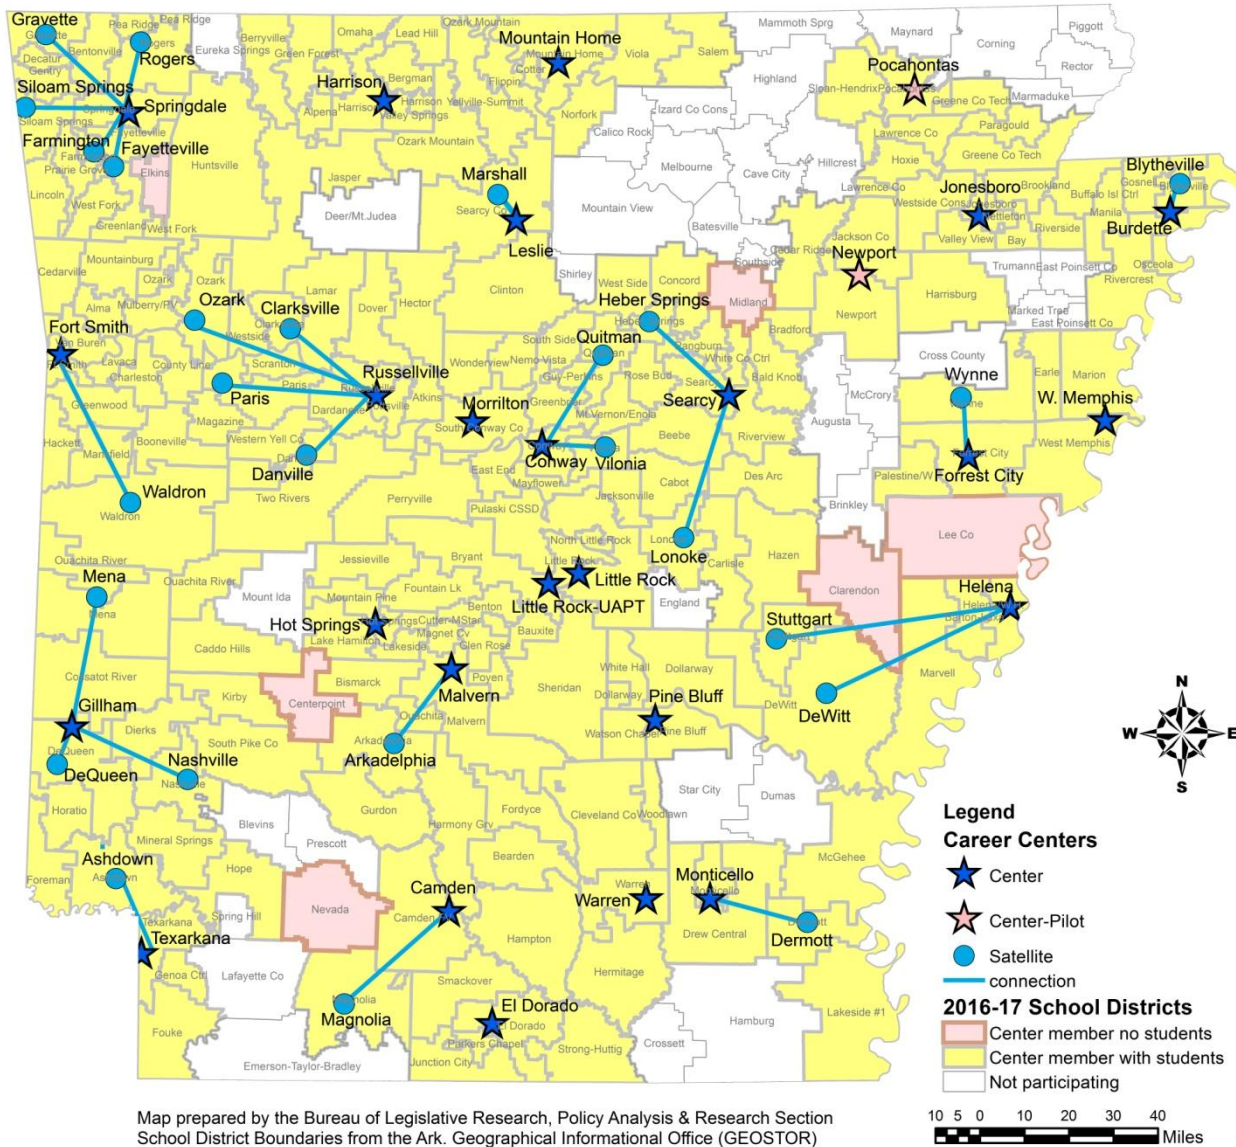 Gravette
Pea Ridge
Pea Ridge
Gravette
Bentonville
Rogers
Rogers
Decatur
Gentry
Eureka Springs
Berryville
Green Forest
Omaha
Lead Hill
Ozark Mountain
Mountain Home
Mountain Home
Cotter
Flippin
Viola
Salem
Mammoth Sprg
Maynard
Corning
Piggott
Rector
Highland
Pocahontas
Sloan-Hendrix
Pocahontas
Greene Co Tech
Marmaduke
Siloam Springs
Siloam Springs
Springdale
Harrison
Bergman
Harrison
Harrison
Alpena
Valley Springs
Yellville-Summit
Norfork
Calico Rock
Izard Co Cons
Farmington
Farmington
Fayetteville
Fayetteville
Prairie Grove
Elkins
Huntsville
Ozark Mountain
Jasper
Lincoln
West Fork
Greenland
West Fork
Deer/Mt.Judea
Marshall
Searcy Co
Leslie
Mountain View
Melbourne
Cave City
Hillcrest
Batesville
Southside
Cedar Ridge
Lawrence Co
Hoxie
Paragould
Greene Co Tech
Lawrence Co
Westside Cons
Jonesboro
Jonesboro
Nettleton
Brookland
Buffalo Isl Ctrl
Valley View
Bay
Riverside
Gosnell
Blytheville
Manila
Burdette
Osceola
Rivercrest
Jackson Co
Newport
Newport
Trumann
East Poinsett Co
Harrisburg
Marked Tree
East Poinsett Co
Cedarville
Mountainburg
Ozark
Ozark
Ozark
Mulberry/PV
Alma
Clarksville
Westside
Lamar
Dover
Hector
Clinton
Shirley
West Side
Concord
Heber Springs
Heber Springs
Midland
Bradford
Pangburn
Fort Smith
Van Buren
Lavaca
Charleston
County Line
Paris
Paris
Scranton
Russellville
Russellville
Pottsville
Dardanelle
Atkins
Wonderview
Nemo Vista
South Side
Quitman
Quitman
Guy-Perkins
Greenbrier
Rose Bud
Mt Vernon/Enola
White Co Ctrl
Searcy
Searcy
Bald Knob
Riverview
Beebe
Greenwood
Hackett
Mansfield
Booneville
Magazine
Western Yell Co
Danville
Two Rivers
Morrilton
South Conway Co
Conway
Vilonia
East End
Mayflower
Perryville
Pulaski CSSD
Jacksonville
Cabot
Des Arc
McCrory
Augusta
Brinkley
Cross County
Wynne
Earle
Marion
W. Memphis
West Memphis
Forrest City
Forrest City
Palestine/W
Waldron
Waldron
Lonoke
Carlisle
Hazen
Clarendon
Lee Co
Ouachita River
Ouachita River
Mena
Mena
Mount Ida
Jessieville
Fountain Lk
Mountain Pine
Hot Springs
Lake Hamilton
Lakeside
Cutter-MStar
Magnet Cv
Glen Rose
Bryant
Benton
Bauxite
North Little Rock
Little Rock
Little Rock
Little Rock-UAPT
England
Stuttgart
Helena
Marvell
DeWitt
DeWitt
Caddo Hills
Cossatot River
Kirby
Centerpoint
Bismarck
Malvern
Malvern
Poyen
Ouachita
Arkadelphia
Sheridan
White Hall
Dollarway
Dollarway
Pine Bluff
Pine Bluff
Watson Chapel
Gillham
DeQueen
DeQueen
Dierks
South Pike Co
Nashville
Nashville
Horatio
Mineral Springs
Blevins
Prescott
Gurdon
Harmony Grv
Fordyce
Cleveland Co
Woodlawn
Star City
Dumas
McGehee
Foreman
Ashdown
Ashdown
Hope
Spring Hill
Nevada
Bearden
Camden
Warren
Warren
Monticello
Monticello
Drew Central
Dermott
Texarkana
Texarkana
Genoa Ctrl
Lafayette Co
Fouke
Emerson-Taylor-Bradley
Magnolia
Magnolia
Smackover
El Dorado
El Dorado
Parkers Chapel
Junction City
Strong-Huttig
Hampton
Hermitage
Crossett
Hamburg
Lakeside #1
N
W
E
S
Legend
Career Centers
Center
Center-Pilot
Satellite
connection
2016-17 School Districts
Center member no students
Center member with students
Not participating
10 5 0 10 20 30 40
Miles
Map prepared by the Bureau of Legislative Research, Policy Analysis & Research Section
School District Boundaries from the Ark. Geographical Informational Office (GEOSTOR)